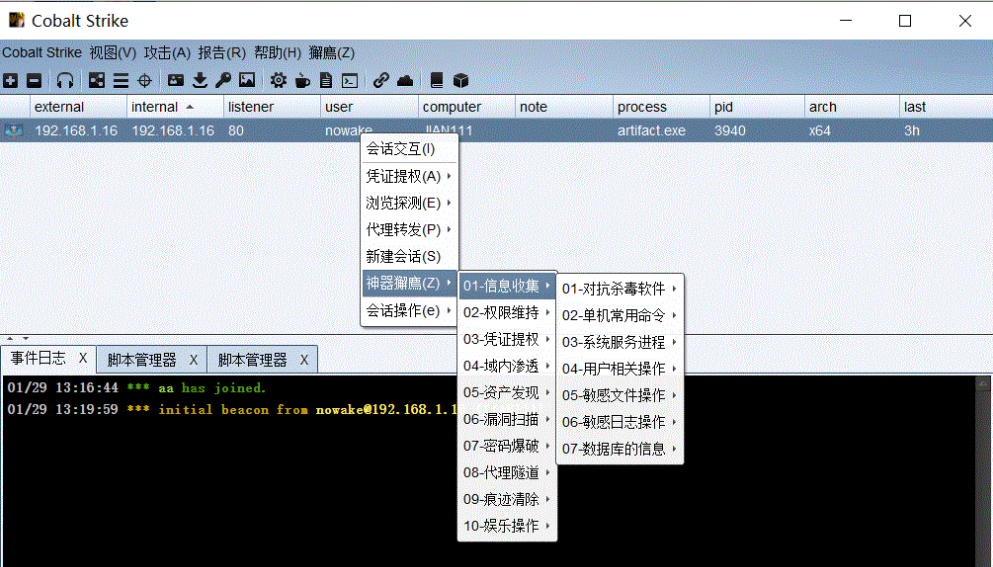 Cobalt Strike
Cobalt Strike 视图(V) 攻击(A) 报告(R) 帮助(H) 獬廌(Z)
external internal listener user computer note process pid arch last
192.168.1.16 192.168.1.16 80 nowake JIAN111 artifact.exe 3940 x64 3h
会话交互(I)
凭证提权(A)
浏览探测(E)
代理转发(P)
新建会话(S)
神器獬廌(Z)
会话操作(e)
01-信息收集
02-权限维持
03-凭证提权
04-域内渗透
05-资产发现
06-漏洞扫描
07-密码爆破
08-代理隧道
09-痕迹清除
10-娱乐操作
01-对抗杀毒软件
02-单机常用命令
03-系统服务进程
04-用户相关操作
05-敏感文件操作
06-敏感日志操作
07-数据库的信息
事件日志 X 脚本管理器 X 脚本管理器 X
01/29 13:16:44 *** aa has joined.
01/29 13:19:59 *** initial beacon from nowake@192.168.1.1